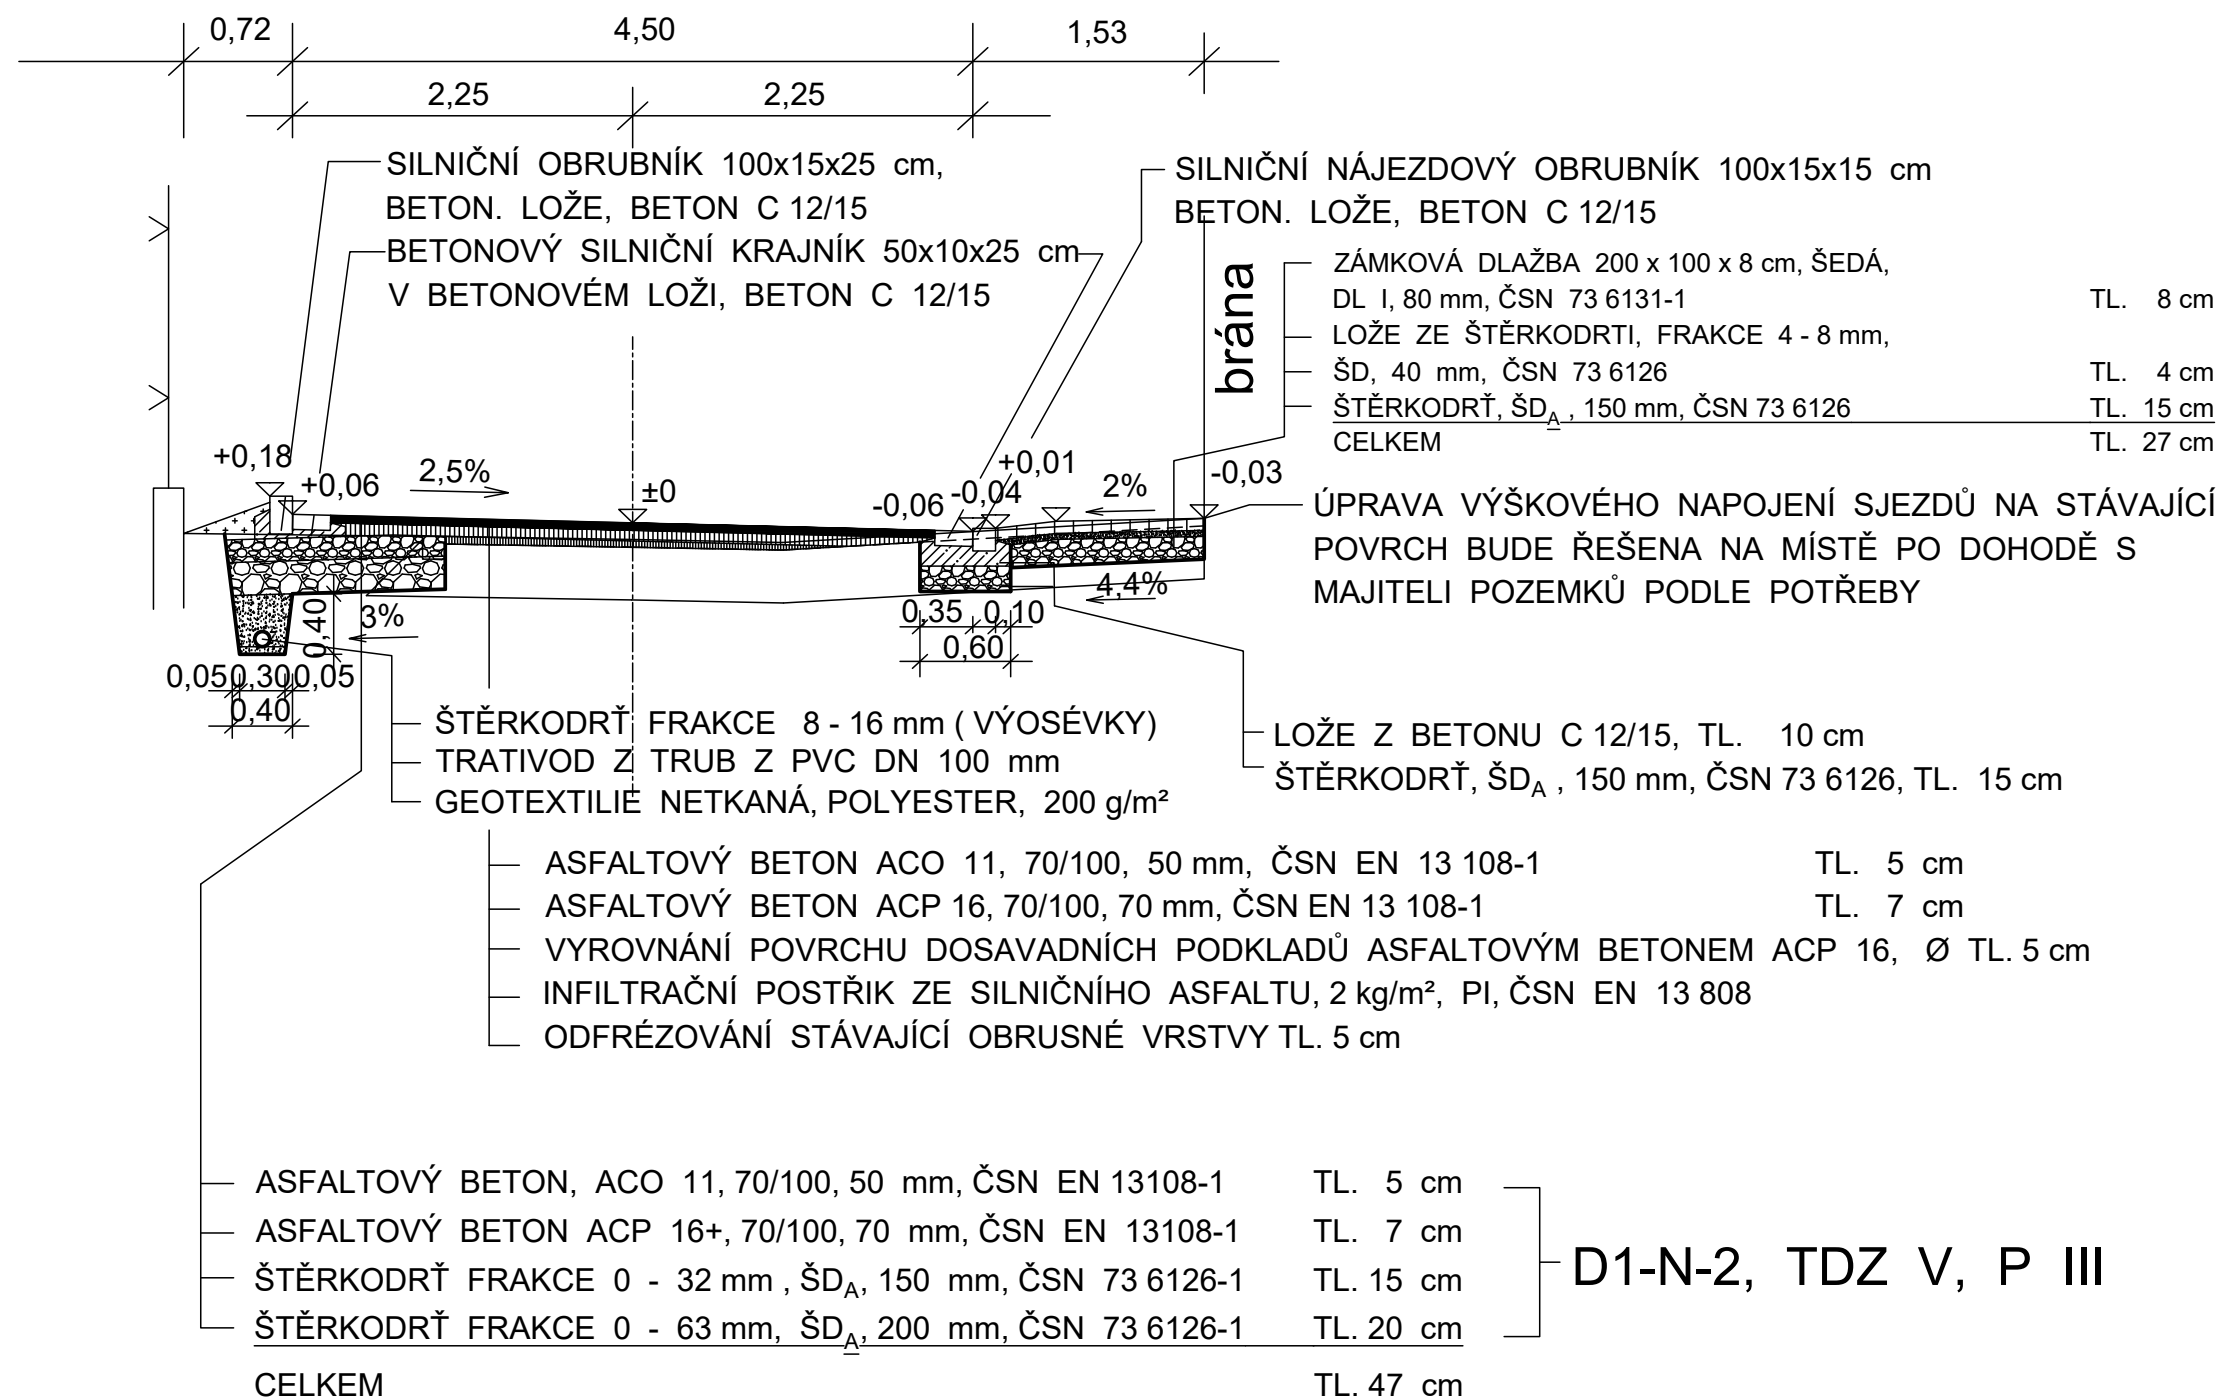 0,72 4,50 1,53
2,25 2,25
SILNIČNÍ OBRUBNÍK 100x15x25 cm,
BETON. LOŽE, BETON C 12/15
BETONOVÝ SILNIČNÍ KRAJNÍK 50x10x25 cm
V BETONOVÉM LOŽI, BETON C 12/15
SILNIČNÍ NÁJEZDOVÝ OBRUBNÍK 100x15x15 cm
BETON. LOŽE, BETON C 12/15
brána
ZÁMKOVÁ DLAŽBA 200 x 100 x 8 cm, ŠEDÁ,
DL I, 80 mm, ČSN 73 6131-1 TL. 8 cm
LOŽE ZE ŠTĚRKODRTI, FRAKCE 4 - 8 mm,
ŠD, 40 mm, ČSN 73 6126 TL. 4 cm
ŠTĚRKODRŤ, ŠDA , 150 mm, ČSN 73 6126 TL. 15 cm
CELKEM TL. 27 cm
+0,18
+0,06
2,5%
±0
-0,06
-0,04
+0,01
2%
-0,03
ÚPRAVA VÝŠKOVÉHO NAPOJENÍ SJEZDŮ NA STÁVAJÍCÍ
POVRCH BUDE ŘEŠENA NA MÍSTĚ PO DOHODĚ S
MAJITELI POZEMKŮ PODLE POTŘEBY
0,40
3%
4,4%
0,35 0,10
0,60
0,05 0,30 0,05
0,40
ŠTĚRKODRŤ FRAKCE 8 - 16 mm ( VÝOSÉVKY)
TRATIVOD Z TRUB Z PVC DN 100 mm
GEOTEXTILIE NETKANÁ, POLYESTER, 200 g/m²
LOŽE Z BETONU C 12/15, TL. 10 cm
ŠTĚRKODRŤ, ŠDA , 150 mm, ČSN 73 6126, TL. 15 cm
ASFALTOVÝ BETON ACO 11, 70/100, 50 mm, ČSN EN 13 108-1 TL. 5 cm
ASFALTOVÝ BETON ACP 16, 70/100, 70 mm, ČSN EN 13 108-1 TL. 7 cm
VYROVNÁNÍ POVRCHU DOSAVADNÍCH PODKLADŮ ASFALTOVÝM BETONEM ACP 16, Ø TL. 5 cm
INFILTRAČNÍ POSTŘIK ZE SILNIČNÍHO ASFALTU, 2 kg/m², PI, ČSN EN 13 808
ODFRÉZOVÁNÍ STÁVAJÍCÍ OBRUSNÉ VRSTVY TL. 5 cm
ASFALTOVÝ BETON, ACO 11, 70/100, 50 mm, ČSN EN 13108-1 TL. 5 cm
ASFALTOVÝ BETON ACP 16+, 70/100, 70 mm, ČSN EN 13108-1 TL. 7 cm
ŠTĚRKODRŤ FRAKCE 0 - 32 mm , ŠDA, 150 mm, ČSN 73 6126-1 TL. 15 cm
ŠTĚRKODRŤ FRAKCE 0 - 63 mm, ŠDA, 200 mm, ČSN 73 6126-1 TL. 20 cm
D1-N-2, TDZ V, P III
CELKEM TL. 47 cm